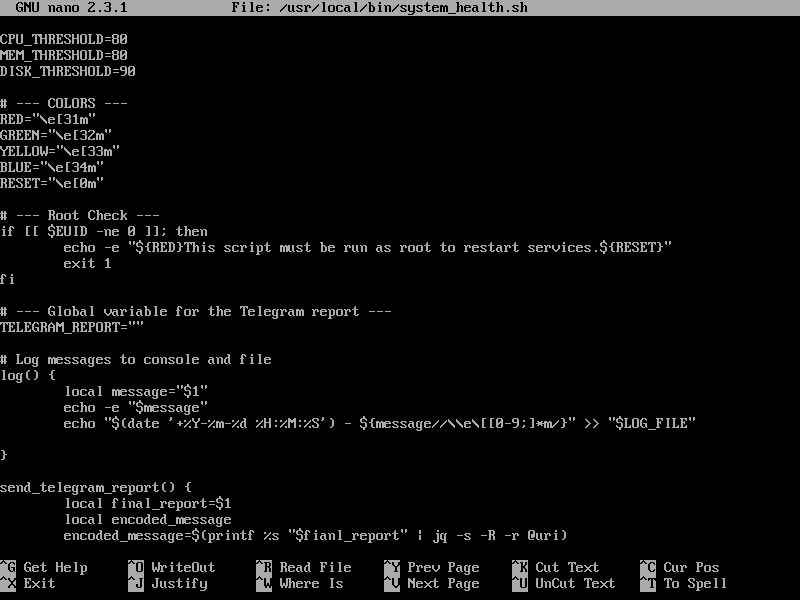 GNU nano 2.3.1 File: /usr/local/bin/system_health.sh
CPU_THRESHOLD=80
MEM_THRESHOLD=80
DISK_THRESHOLD=90
# --- COLORS ---
RED="\e[31m"
GREEN="\e[32m"
YELLOW="\e[33m"
BLUE="\e[34m"
RESET="\e[0m"
# --- Root Check ---
if [[ $EUID -ne 0 ]]; then
        echo -e "${RED}This script must be run as root to restart services.${RESET}"
        exit 1
fi
# --- Global variable for the Telegram report ---
TELEGRAM_REPORT=""
# Log messages to console and file
log() {
        local message="$1"
        echo -e "$message"
        echo "$(date '+%Y-%m-%d %H:%M:%S') - ${message//\\e\[[0-9;]*m/}" >> "$LOG_FILE"
}
send_telegram_report() {
        local final_report=$1
        local encoded_message
        encoded_message=$(printf %s "$fianl_report" | jq -s -R -r @uri)
^G Get Help ^O WriteOut ^R Read File ^Y Prev Page ^K Cut Text ^C Cur Pos
^X Exit ^J Justify ^W Where Is ^V Next Page ^U UnCut Text ^T To Spell